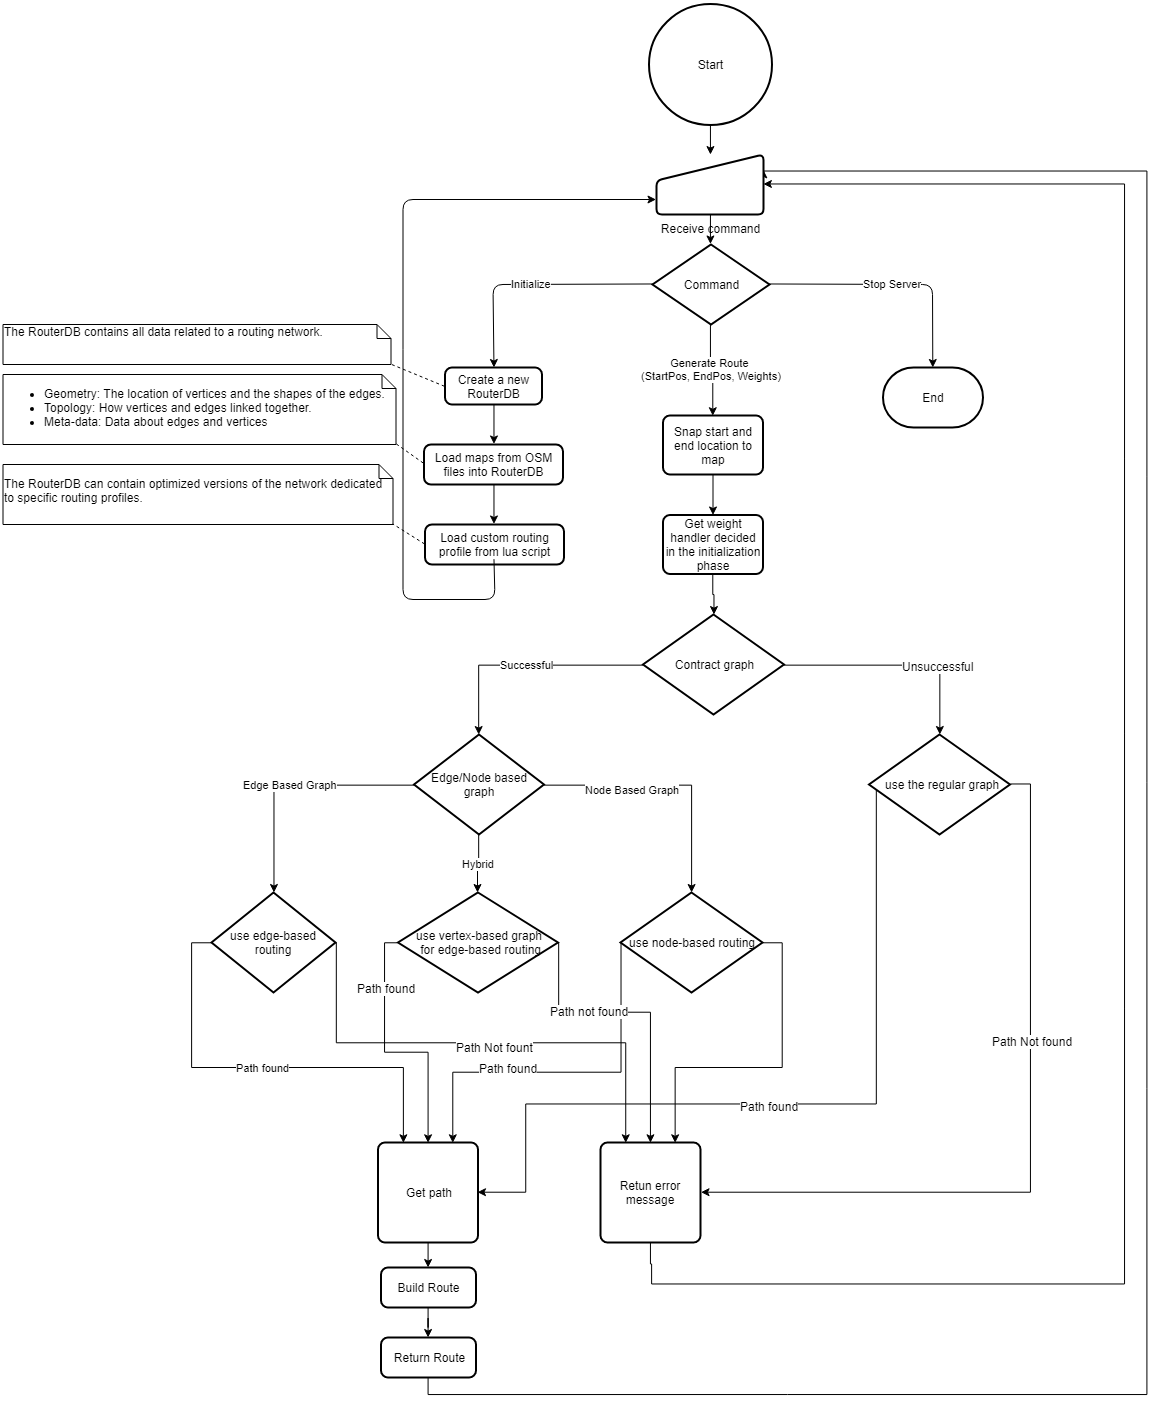 Start
Receive command
Command
Initialize
Stop Server
Generate Route
(StartPos, EndPos, Weights)
The RouterDB contains all data related to a routing network.
Create a new
RouterDB
End
• Geometry: The location of vertices and the shapes of the edges.
• Topology: How vertices and edges linked together.
• Meta-data: Data about edges and vertices
Load maps from OSM
files into RouterDB
Snap start and
end location to
map
The RouterDB can contain optimized versions of the network dedicated
to specific routing profiles.
Load custom routing
profile from lua script
Get weight
handler decided
in the initialization
phase
Contract graph
Successful
Unsuccessful
Edge/Node based
graph
Edge Based Graph
Node Based Graph
use the regular graph
Hybrid
use edge-based
routing
use vertex-based graph
for edge-based routing
use node-based routing
Path found
Path not found
Path Not fount
Path Not found
Path found
Path found
Path found
Get path
Retun error
message
Build Route
Return Route